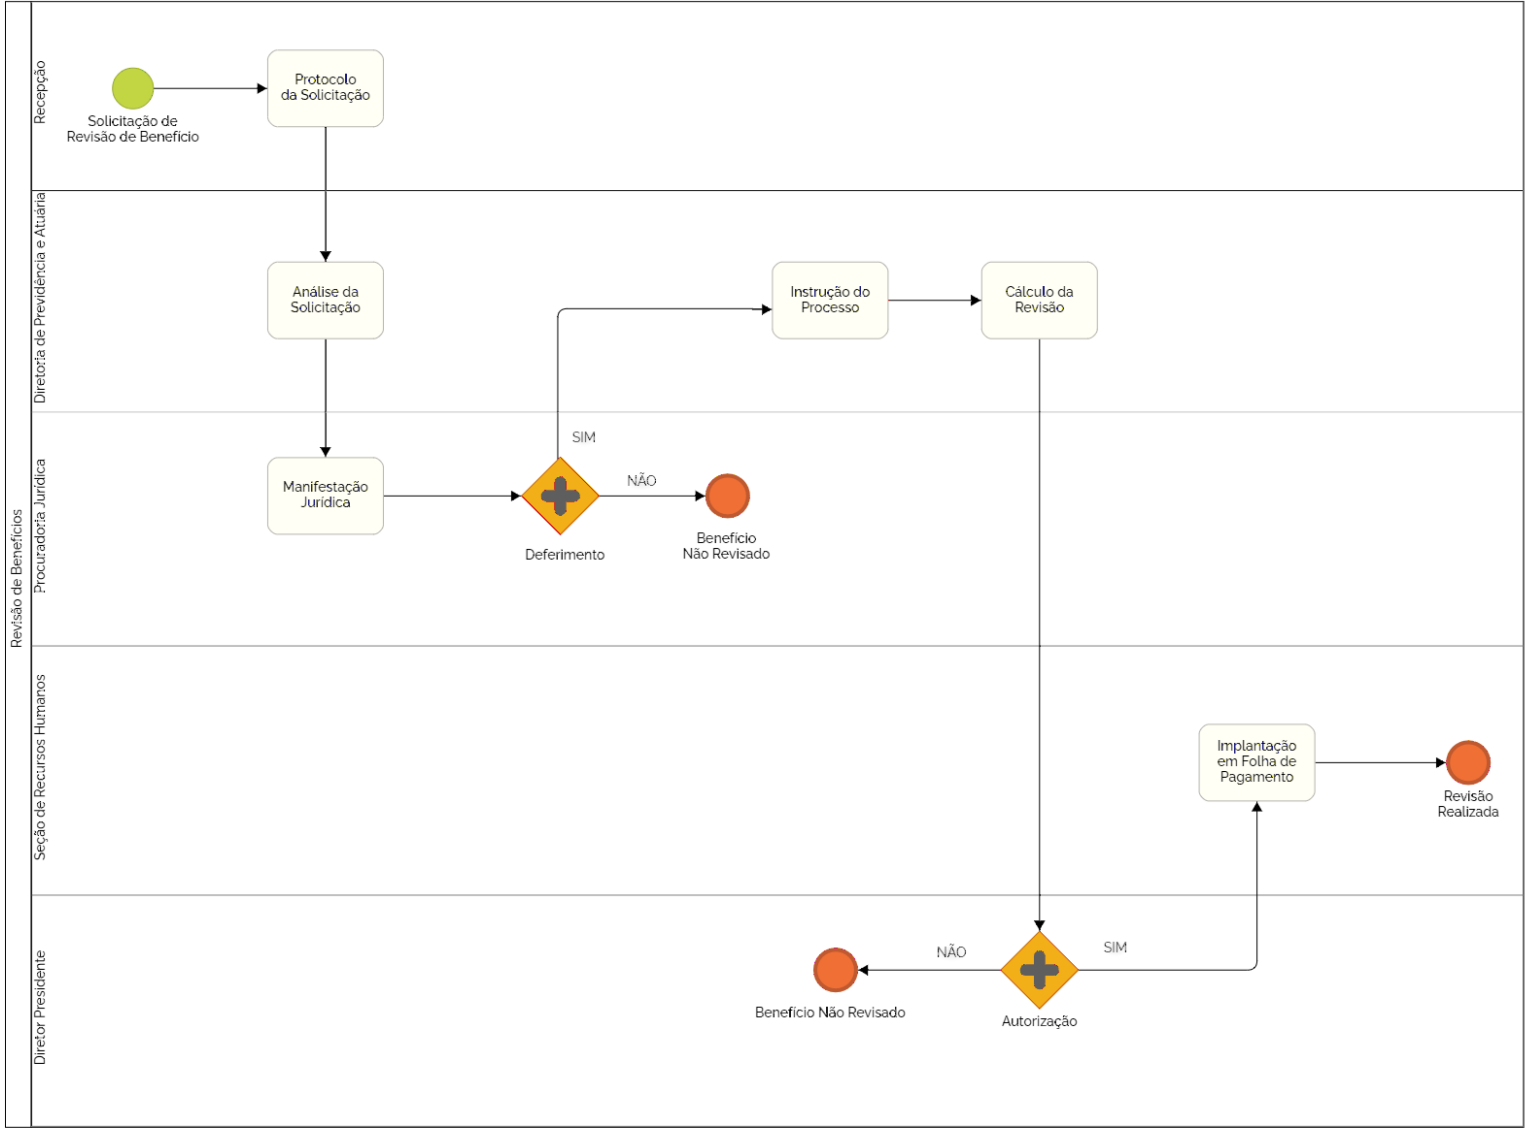 Revisão de Benefícios
Recepção
Solicitação de
Revisão de Benefício
Protocolo
da Solicitação
Diretoria de Previdência e Atuária
Análise da
Solicitação
Instrução do
Processo
Cálculo da
Revisão
Procuradoria Jurídica
Manifestação
Jurídica
SIM
NÃO
Deferimento
Benefício
Não Revisado
Seção de Recursos Humanos
Implantação
em Folha de
Pagamento
Revisão
Realizada
Diretor Presidente
NÃO
SIM
Benefício Não Revisado
Autorização